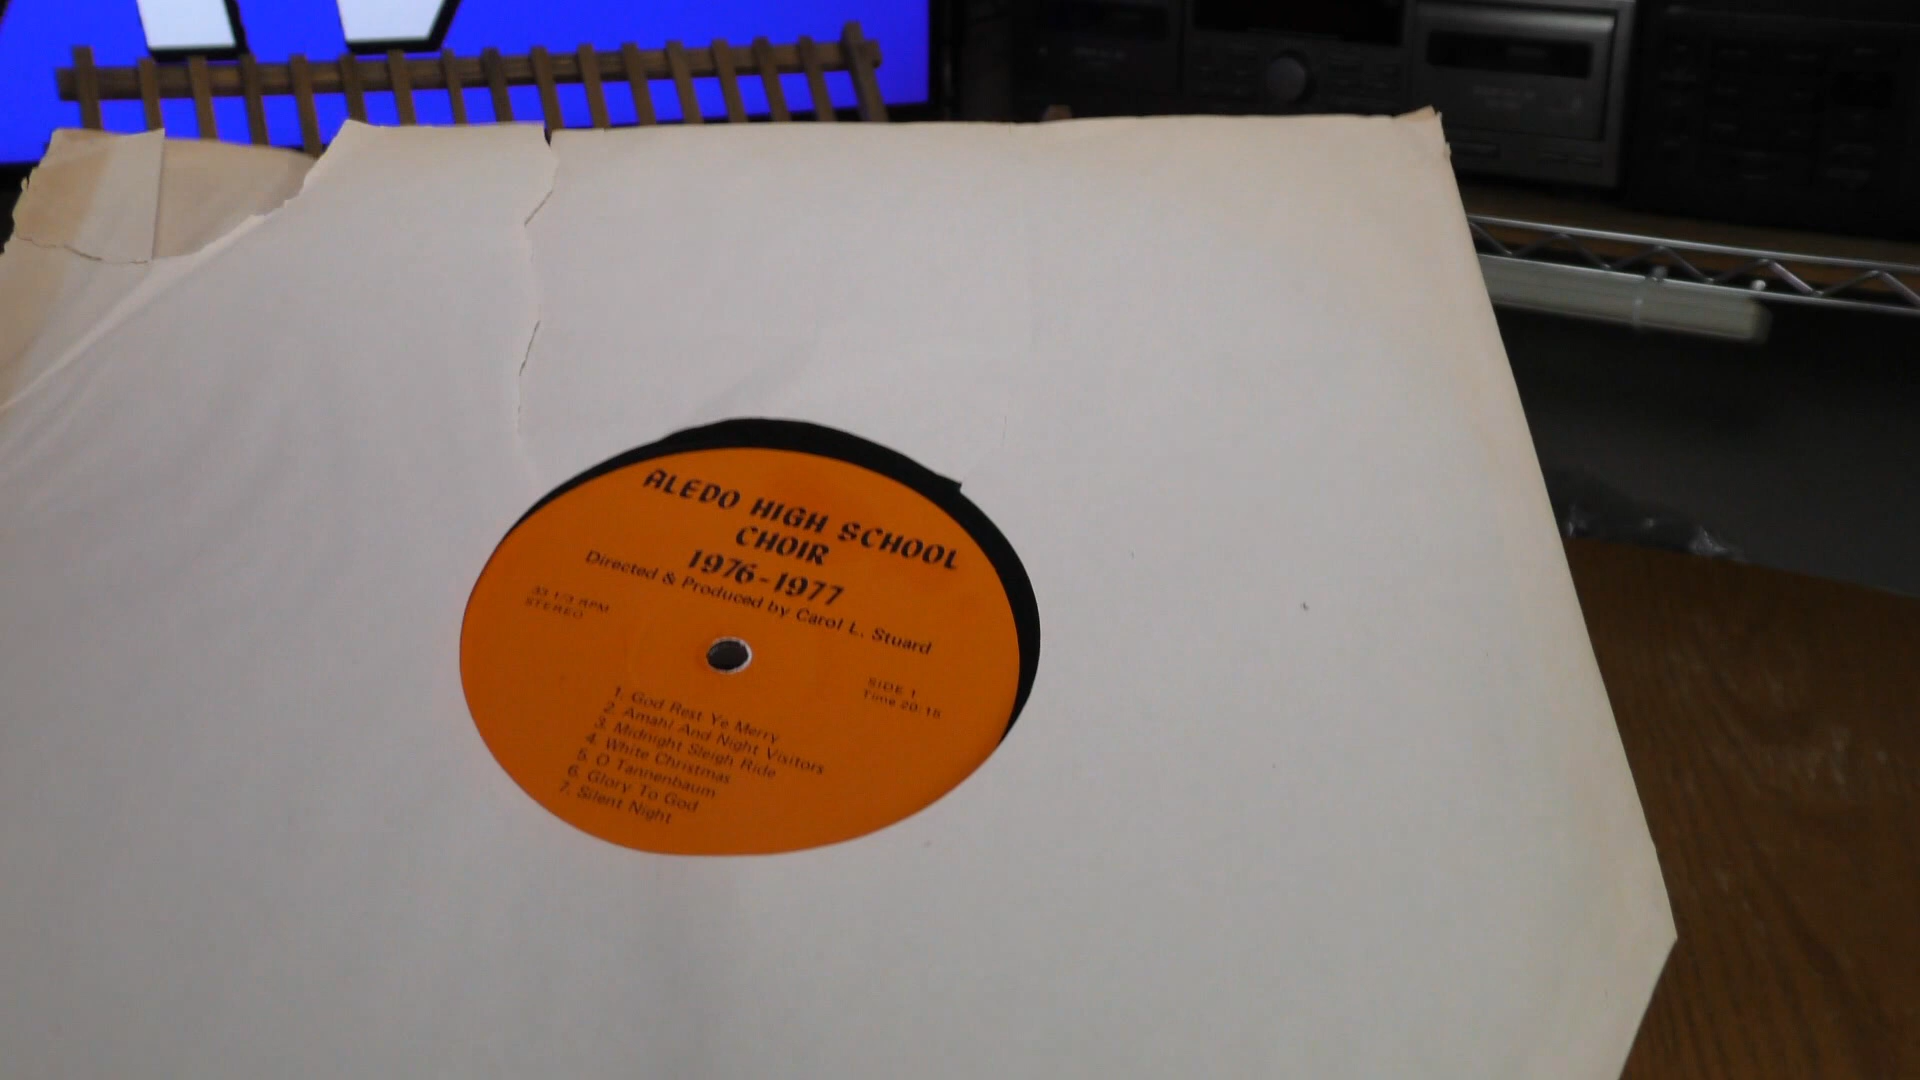 ALEDO HIGH SCHOOL
CHOIR
1976-1977
Directed & Produced by Carol L. Stuard
33 1/3 RPM
STEREO
SIDE 1
Time 20:15
1. God Rest Ye Merry
2. Amahl And Night Visitors
3. Midnight Sleigh Ride
4. White Christmas
5. O Tannenbaum
6. Glory To God
7. Silent Night